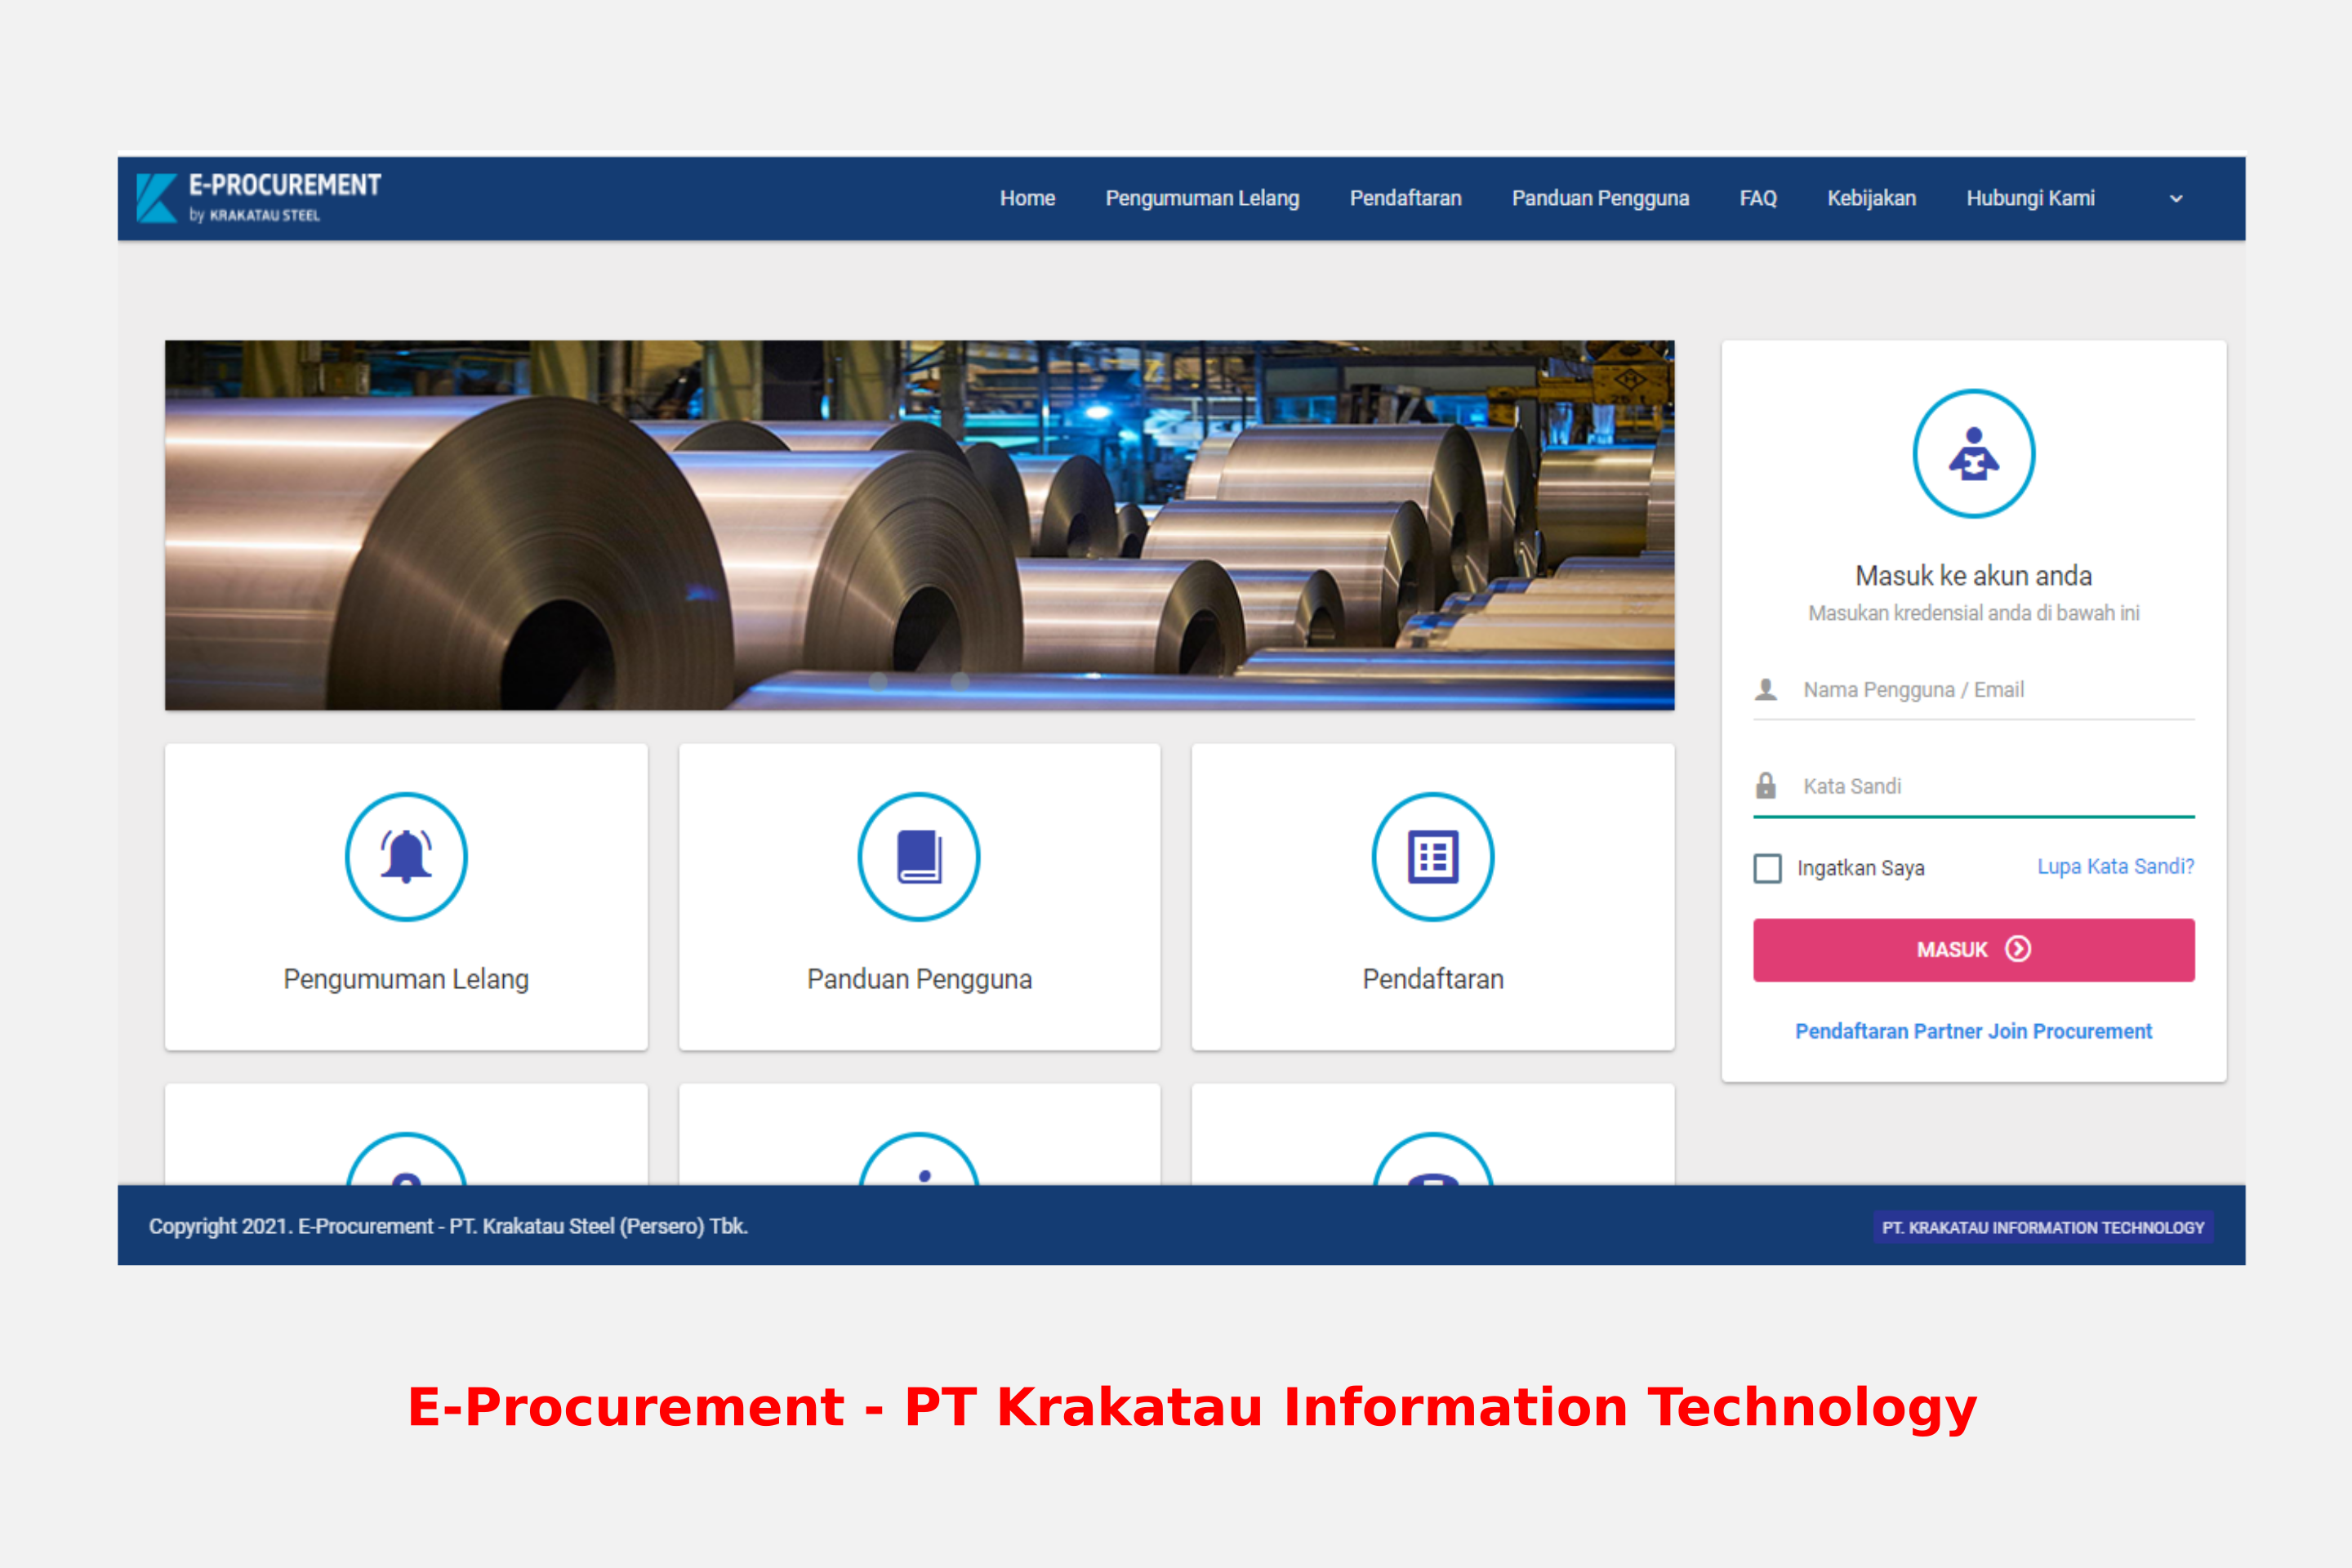 E-PROCUREMENT
by KRAKATAU STEEL
Home Pengumuman Lelang Pendaftaran Panduan Pengguna FAQ Kebijakan Hubungi Kami
Masuk ke akun anda
Masukan kredensial anda di bawah ini
Nama Pengguna / Email
Kata Sandi
Ingatkan Saya Lupa Kata Sandi?
MASUK
Pendaftaran Partner Join Procurement
Pengumuman Lelang
Panduan Pengguna
Pendaftaran
Copyright 2021. E-Procurement - PT. Krakatau Steel (Persero) Tbk.
PT. KRAKATAU INFORMATION TECHNOLOGY
E-Procurement - PT Krakatau Information Technology